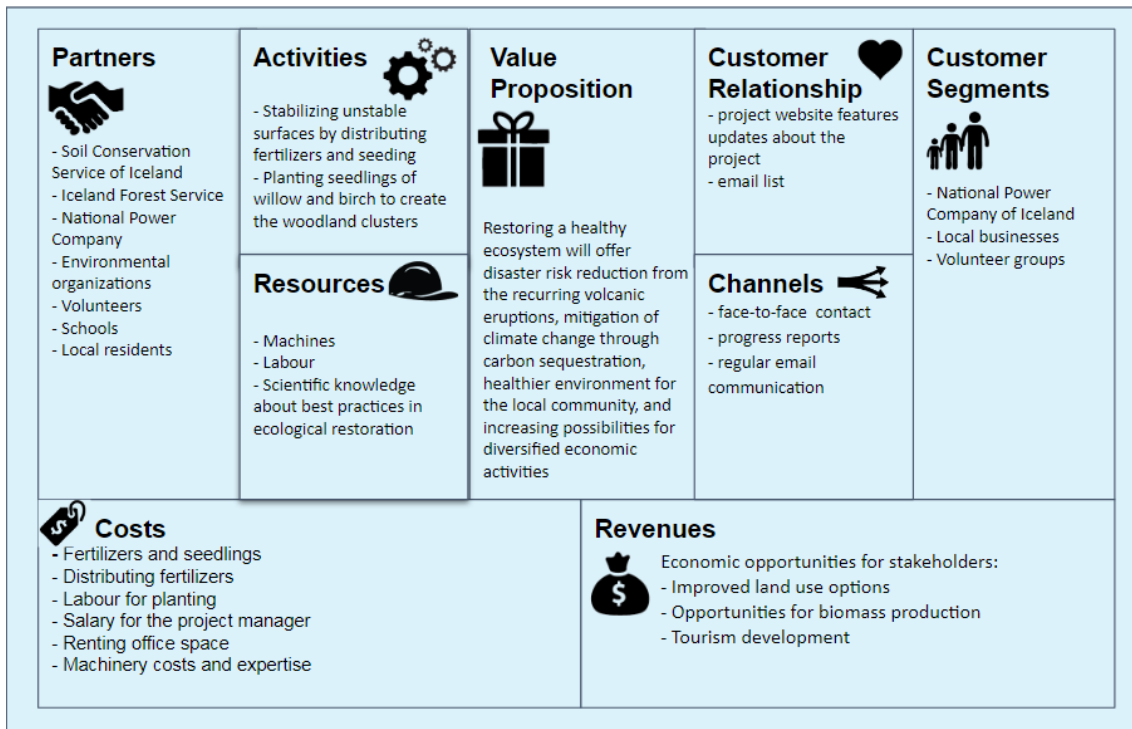 Partners
- Soil Conservation
Service of Iceland
- Iceland Forest Service
- National Power
Company
- Environmental
organizations
- Volunteers
- Schools
- Local residents
Activities
- Stabilizing unstable
surfaces by distributing
fertilizers and seeding
- Planting seedlings of
willow and birch to create
the woodland clusters
Resources
- Machines
- Labour
- Scientific knowledge
about best practices in
ecological restoration
Value
Proposition
Restoring a healthy
ecosystem will offer
disaster risk reduction from
the recurring volcanic
eruptions, mitigation of
climate change through
carbon sequestration,
healthier environment for
the local community, and
increasing possibilities for
diversified economic
activities
Customer
Relationship
- project website features
updates about the
project
- email list
Channels
- face-to-face contact
- progress reports
- regular email
communication
Customer
Segments
- National Power
Company of Iceland
- Local businesses
- Volunteer groups
$
Costs
- Fertilizers and seedlings
- Distributing fertilizers
- Labour for planting
- Salary for the project manager
- Renting office space
- Machinery costs and expertise
Revenues
$
Economic opportunities for stakeholders:
- Improved land use options
- Opportunities for biomass production
- Tourism development